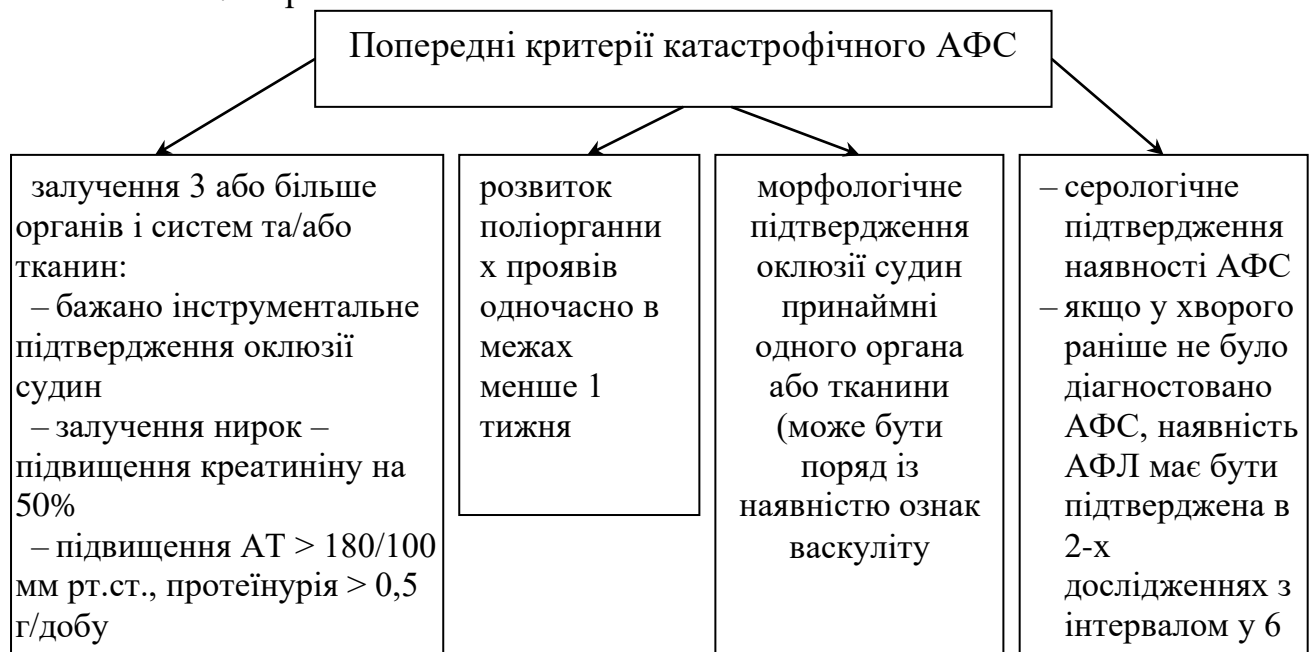 Попередні критерії катастрофічного АФС
залучення 3 або більше
органів і систем та/або
тканин:
– бажано інструментальне
підтвердження оклюзії
судин
– залучення нирок –
підвищення креатиніну на
50%
– підвищення АТ > 180/100
мм рт.ст., протеїнурія > 0,5
г/добу
розвиток
поліорганни
х проявів
одночасно в
межах
менше 1
тижня
морфологічне
підтвердження
оклюзії судин
принаймні
одного органа
або тканини
(може бути
поряд із
наявністю ознак
васкуліту
– серологічне
підтвердження
наявності АФС
– якщо у хворого
раніше не було
діагностовано
АФС, наявність
АФЛ має бути
підтверджена в
2-х
дослідженнях з
інтервалом у 6